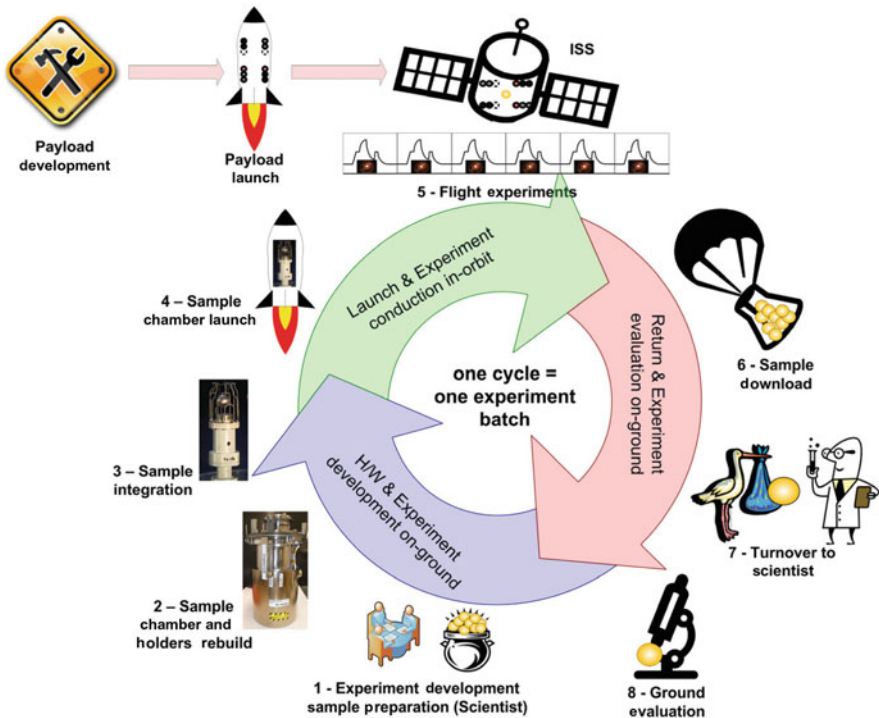 ISS
Payload
development
Payload
launch
5 - Flight experiments
4 – Sample
chamber launch
Launch & Experiment
conduction in-orbit
Return & Experiment
evaluation on-ground
6 - Sample
download
one cycle =
one experiment
batch
3 – Sample
integration
H/W & Experiment
development on-ground
7 - Turnover to
scientist
2 – Sample
chamber and
holders rebuild
1 - Experiment development
sample preparation (Scientist)
8 - Ground
evaluation